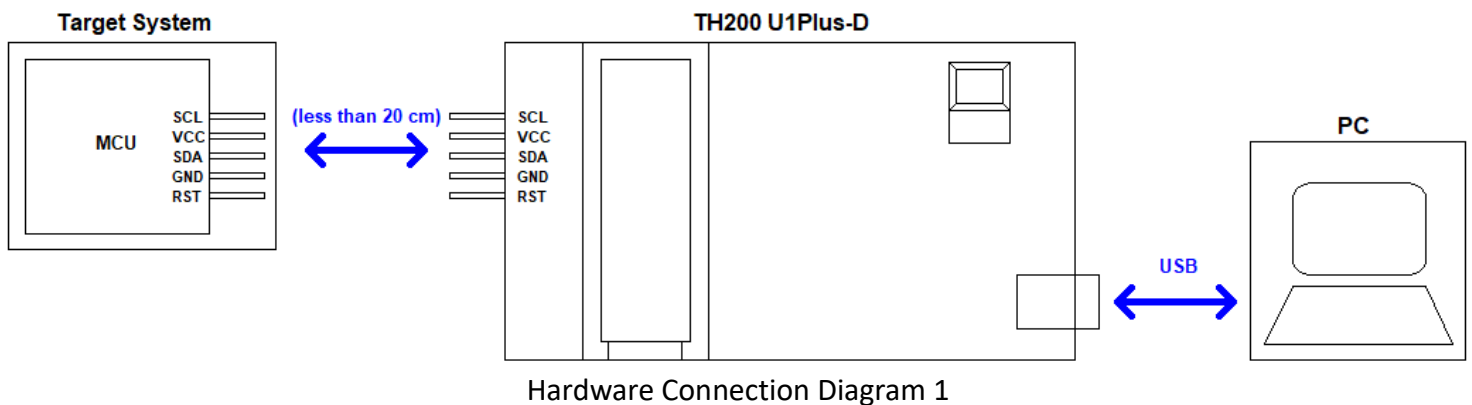 Target System
TH200 U1Plus-D
SCL
VCC
SDA
GND
RST
MCU
(less than 20 cm)
SCL
VCC
SDA
GND
RST
PC
USB
Hardware Connection Diagram 1